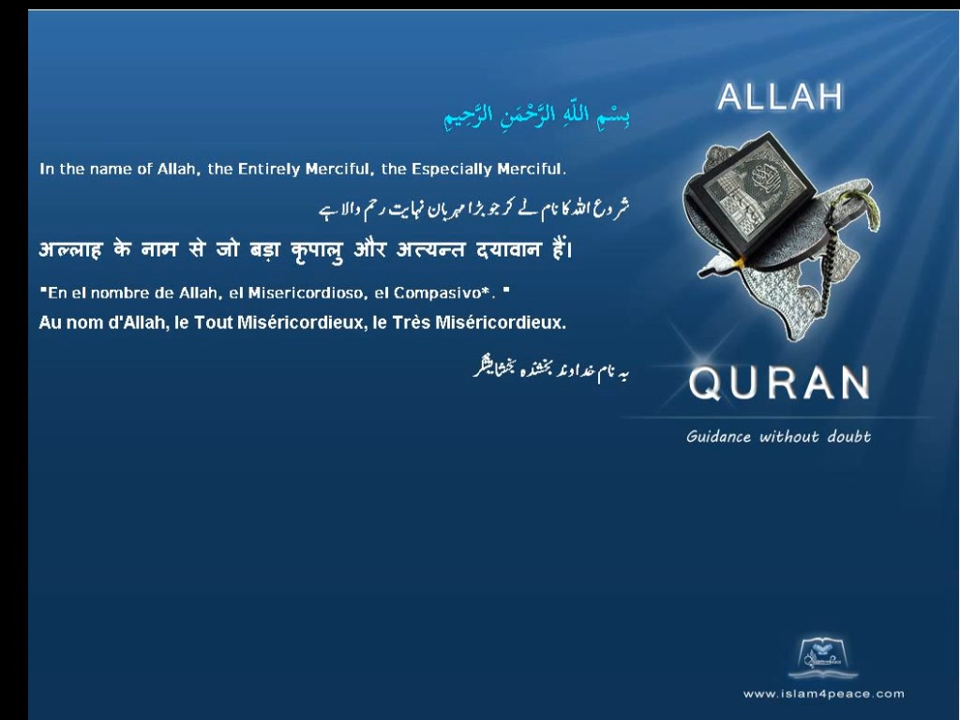 بِسْمِ اللّهِ الرَّحْمَنِ الرَّحِيمِ
In the name of Allah, the Entirely Merciful, the Especially Merciful.
شروع اللہ کا نام لے کر جو بڑا مہربان نہایت رحم والا ہے
अल्लाह के नाम से जो बड़ा कृपालु और अत्यन्त दयावान हैं।
"En el nombre de Allah, el Misericordioso, el Compasivo*. "
Au nom d'Allah, le Tout Miséricordieux, le Très Miséricordieux.
به نام خداوند بخشنده بخشایشگر
ALLAH
QURAN
Guidance without doubt
www.islam4peace.com